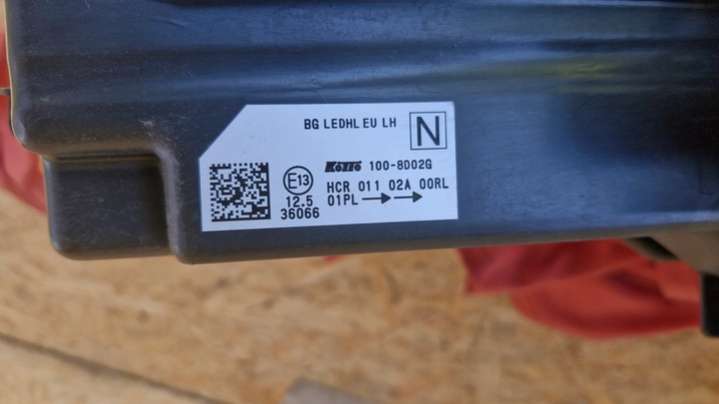 BG LEDHL EU LH N
KOITO 100-8D02G
E13 HCR 011 02A 00RL
12.5 01PL →→
36066